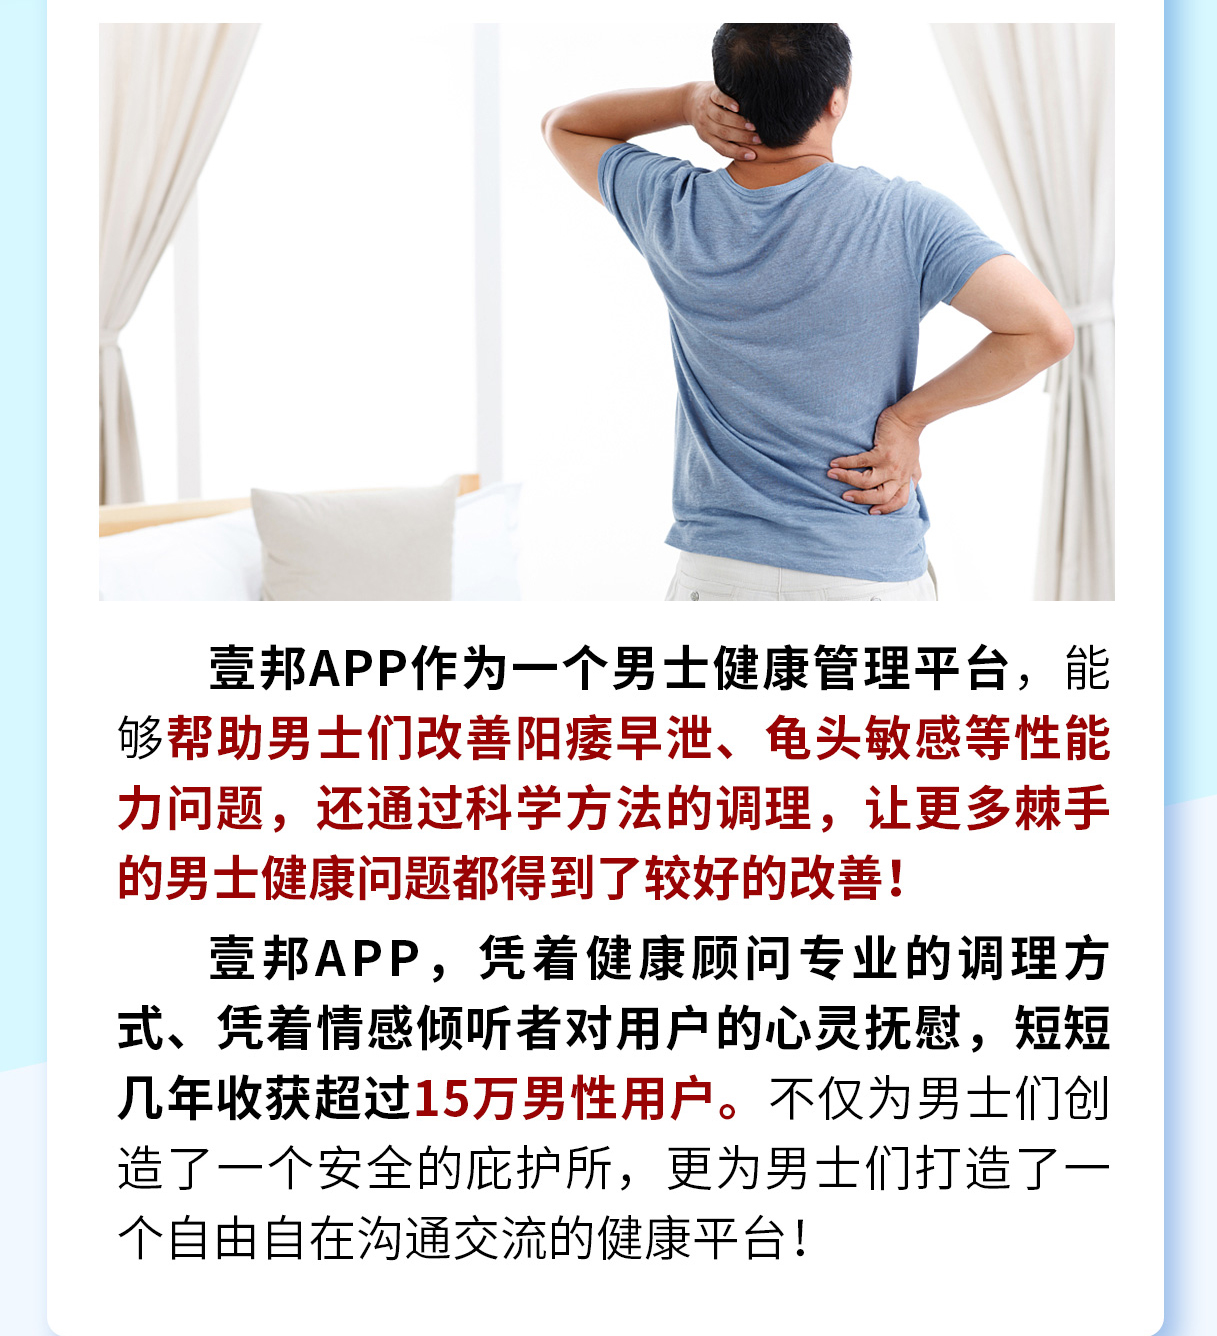 壹邦APP作为一个男士健康管理平台，能
够帮助男士们改善阳痿早泄、龟头敏感等性能
力问题，还通过科学方法的调理，让更多棘手
的男士健康问题都得到了较好的改善！
壹邦APP，凭着健康顾问专业的调理方
式、凭着情感倾听者对用户的心灵抚慰，短短
几年收获超过15万男性用户。不仅为男士们创
造了一个安全的庇护所，更为男士们打造了一
个自由自在沟通交流的健康平台！